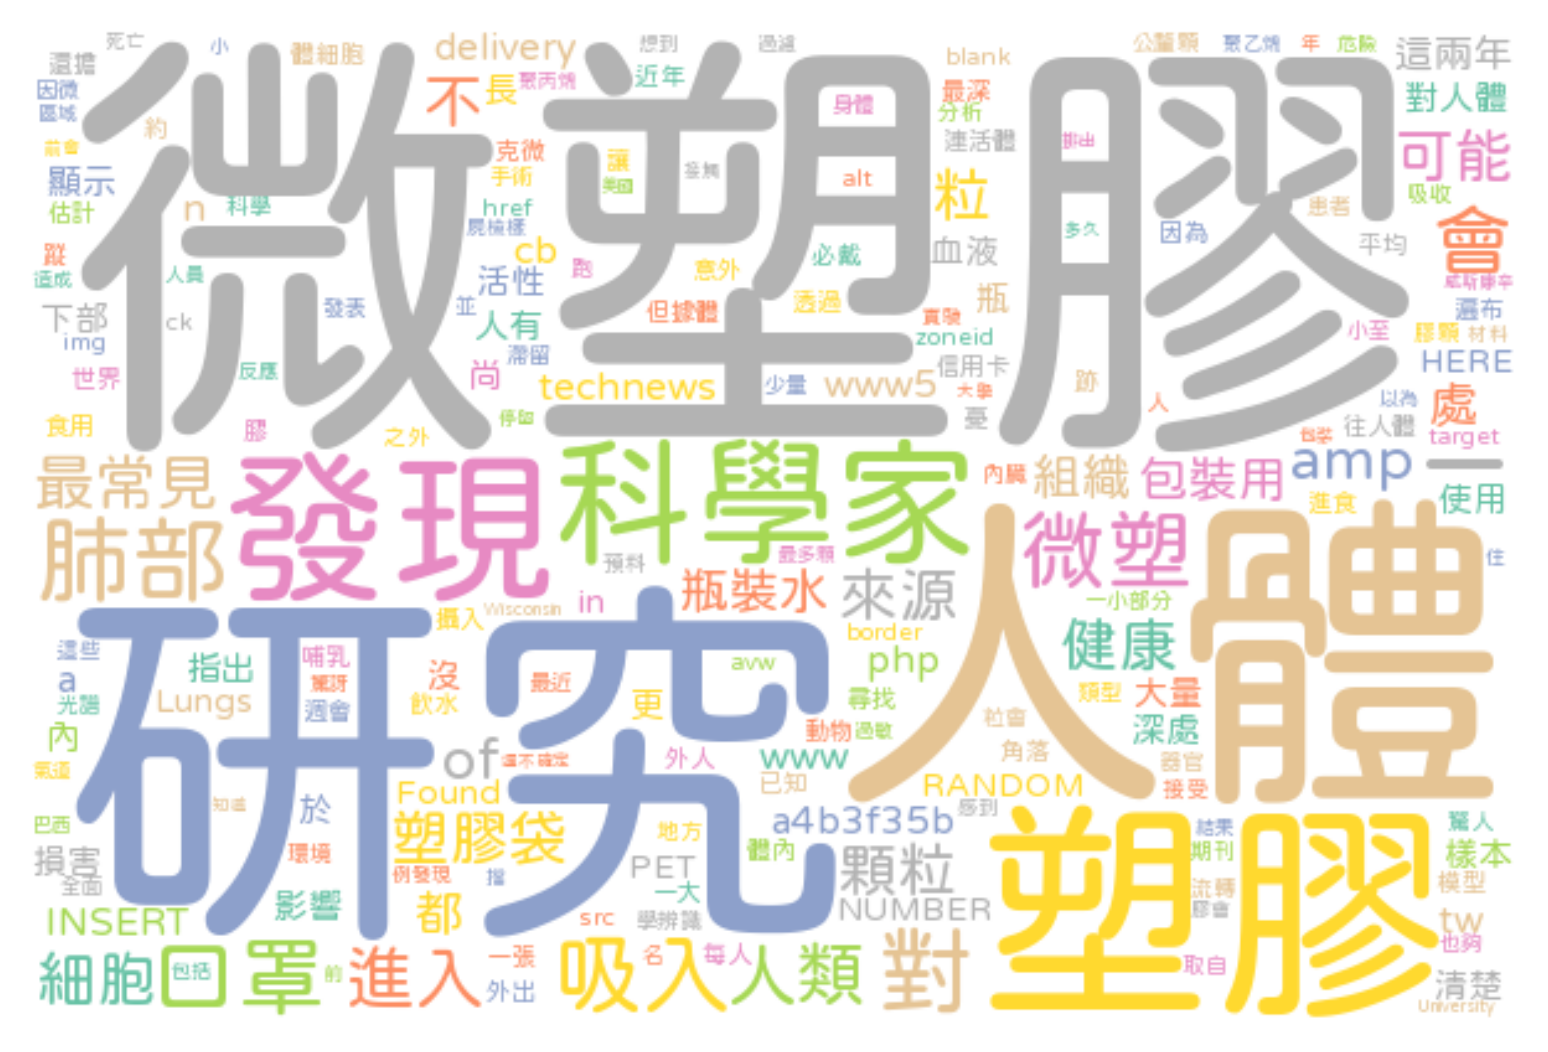 死亡 小 體細胞 delivery 想到 過濾 公釐顆 聚乙烯 年 危險 這兩年
還擔 不 長 聚丙烯 近年 blank
因微 區域 身體 最深 對人體
約 分析
前會 克微 讓 連活體 排出 可能
微塑膠
顯示 手術 美國 接觸 alt 粒 吸收
估計 n 科學 href 屍檢樣 多久 因為 患者 會
蹤 cb 必戴 血液 平均
造成 人員 活性 跑 意外 威斯康辛
下部 ck 發表 並 人有 但據體 透過 實驗 瓶 遍布
img 滯留 zoneid 小至 膠顆 材料
世界 反應 尚 technews 少量 www5 信用卡 大學 跡 HERE
食用 膠 之外 停留 憂 人 以為 處
包裝 往人體 target
最常見 發現 科學家 內臟 組織 包裝用 amp 一
肺部 預料 最多顆 微塑 進食 使用
人體 住
研究 攝入 Wisconsin in 瓶裝水 來源 一小部分
這些 指出 哺乳 沒 border 健康
a 驚訝 最近 avw php
光譜 Lungs 週會 飲水 更 尋找 類型 大量
內 動物 過敏 粒會 深處
氣道 of 還不確定 外人 www 角落 器官
知道 於 Found 已知 RANDOM 接受
巴西 塑膠袋 地方 a4b3f35b 感到 塑膠 結果 驚人
損害 環境 體內 期刊 樣本
全面 例發現 擋 PET 一大 顆粒 流轉 模型
INSERT 影響 都 src 學辨識 NUMBER 膠會 tw
也夠
細胞 包括 口罩 前 進入 一張 吸入 名 每人 人類 對 取自 清楚
外出 University